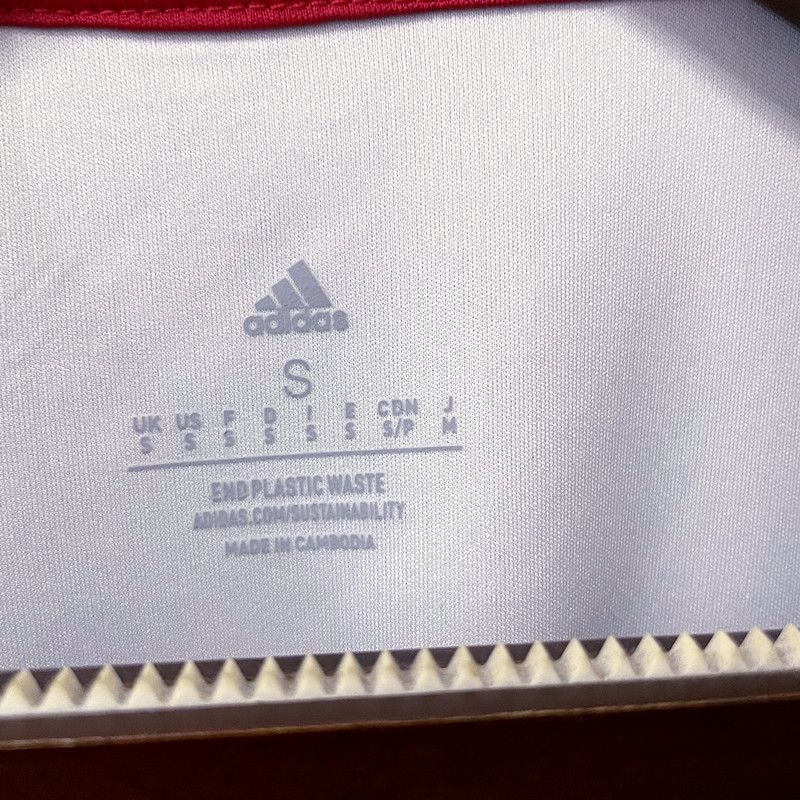 adidas
S
UK US F D I E CDN J
S S S S S S S/P M
END PLASTIC WASTE
ADIDAS.COM/SUSTAINABILITY
MADE IN CAMBODIA